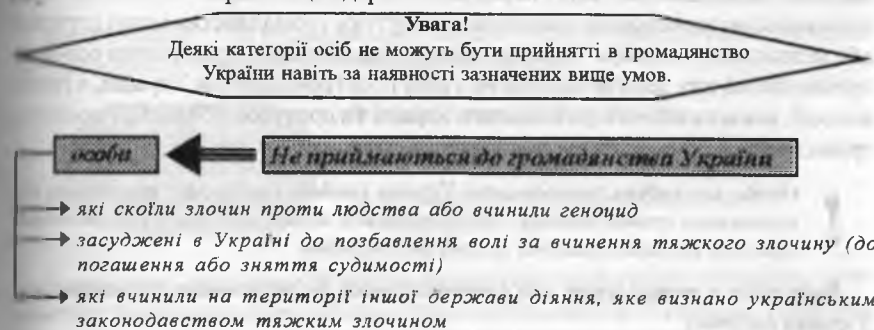 Увага!
Деякі категорії осіб не можуть бути прийнятті в громадянство
України навіть за наявності зазначених вище умов.
особи
Не приймаються до громадянства України
які скоїли злочин проти людства або вчинили геноцид
засуджені в Україні до позбавлення волі за вчинення тяжкого злочину (до
погашення або зняття судимості)
які вчинили на території іншої держави діяння, яке визнано українським
законодавством тяжким злочином